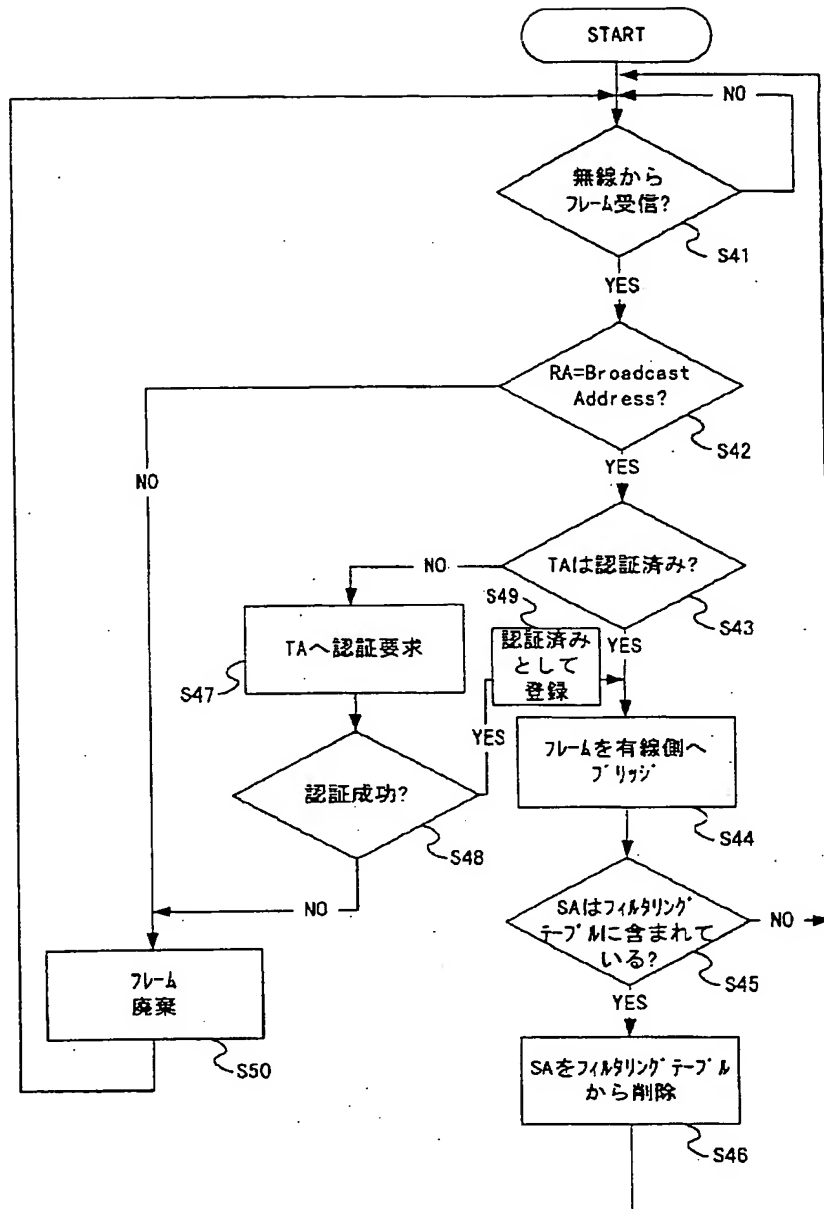 START
NO
無線から
フレーム受信?
S41
YES
RA=Broadcast
Address?
S42
NO
YES
TAは認証済み?
S43
NO
YES
TAへ認証要求
S47
S49
認証済み
として
登録
YES
フレームを有線側へ
ブリッジ
S44
認証成功?
S48
NO
SAはフィルタリング
テーブルに含まれて
いる?
S45
NO
YES
フレーム
廃棄
S50
SAをフィルタリングテーブル
から削除
S46